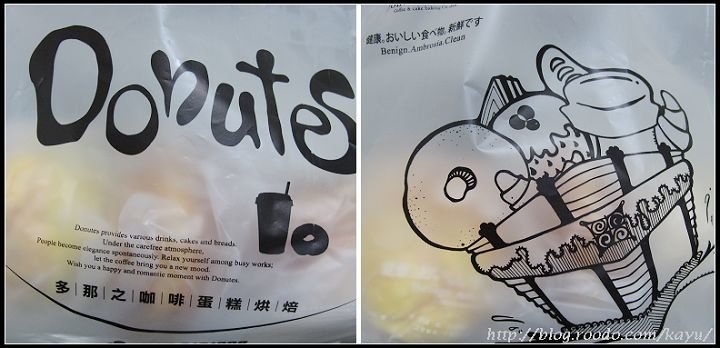 Donutes
Donutes provides various drinks, cakes and breads.
Under the carefree atmosphere,
People become elegance spontaneously. Relax yourself among busy works;
let the coffee bring you a new mood.
Wish you a happy and romantic moment with Donutes.
多那之咖啡蛋糕烘焙
coffee & cake baking
健康。おいしい食べ物。新鮮です
Benign.Ambrosia.Clean
http://blog.roodo.com/kayu/